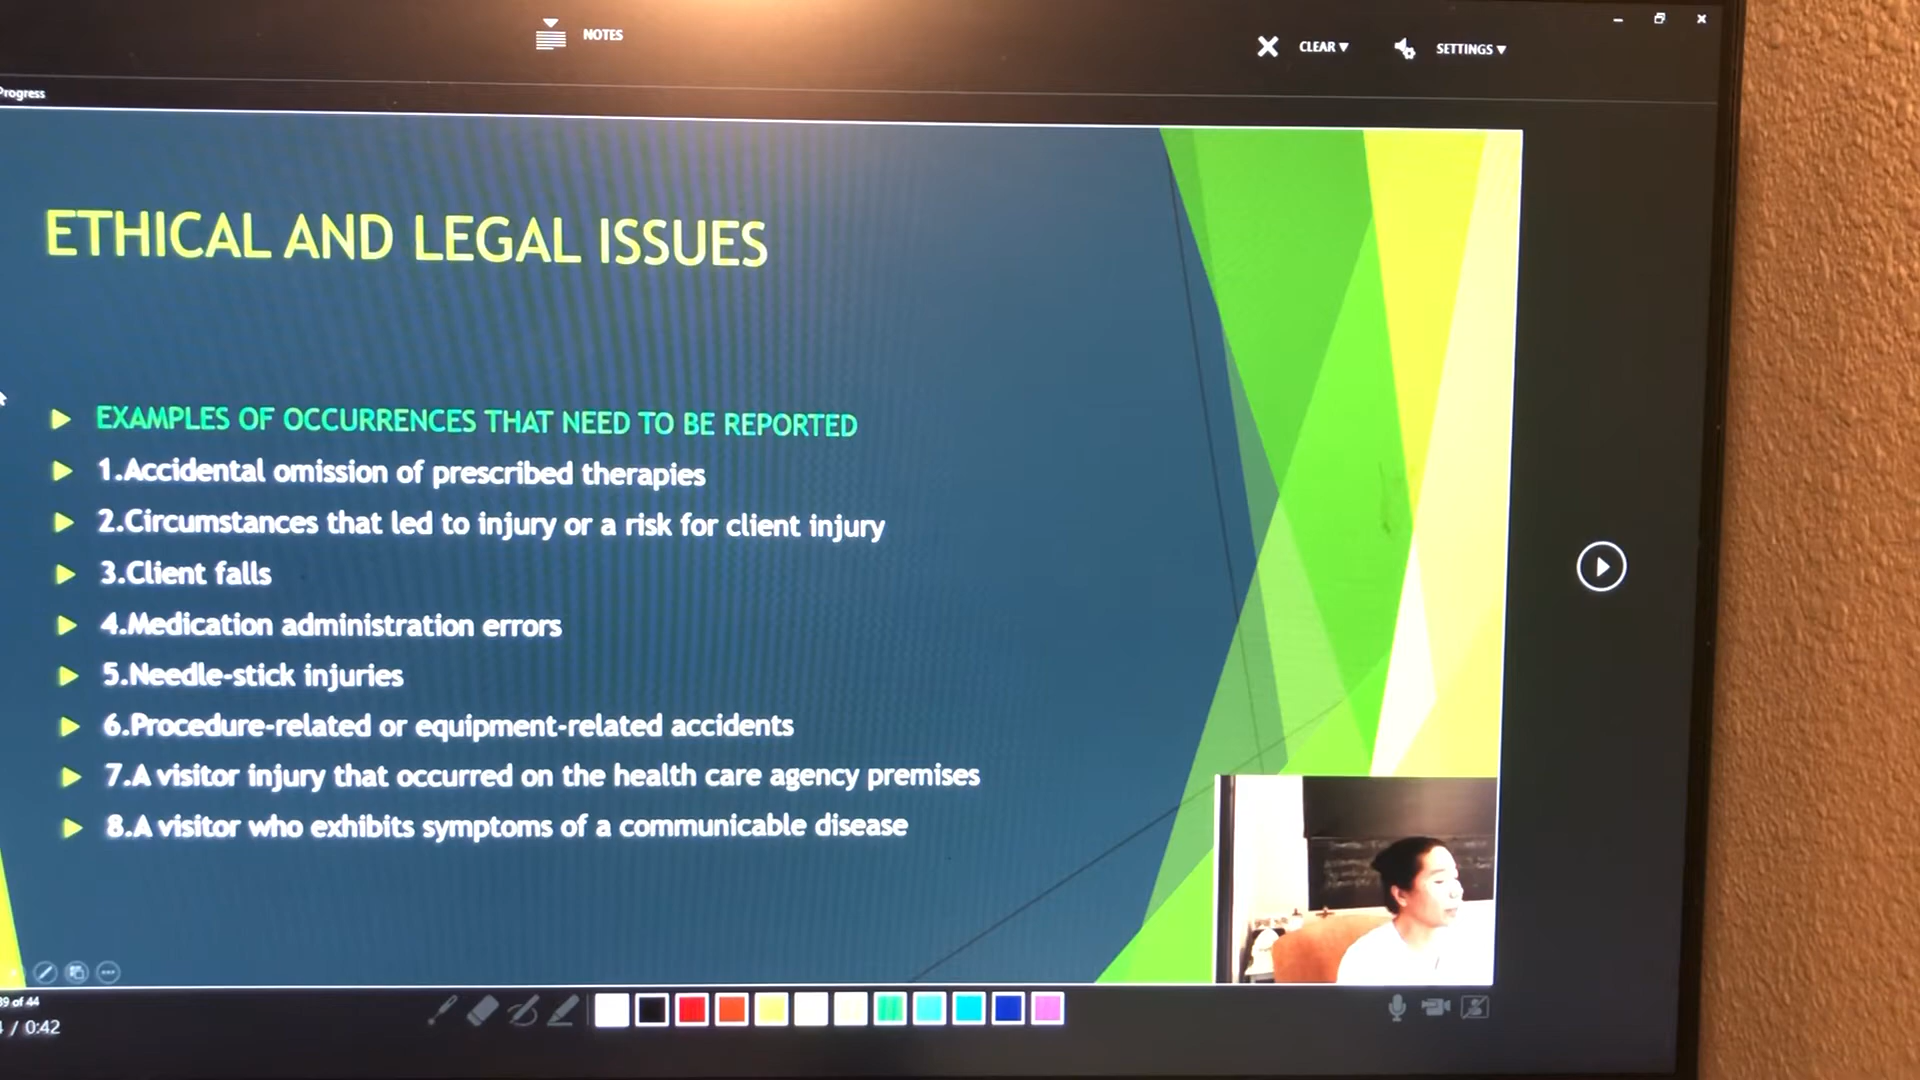 NOTES
CLEAR
SETTINGS
Progress
ETHICAL AND LEGAL ISSUES
EXAMPLES OF OCCURRENCES THAT NEED TO BE REPORTED
1.Accidental omission of prescribed therapies
2.Circumstances that led to injury or a risk for client injury
3.Client falls
4.Medication administration errors
5.Needle-stick injuries
6.Procedure-related or equipment-related accidents
7.A visitor injury that occurred on the health care agency premises
8.A visitor who exhibits symptoms of a communicable disease
39 of 44
/ 0:42